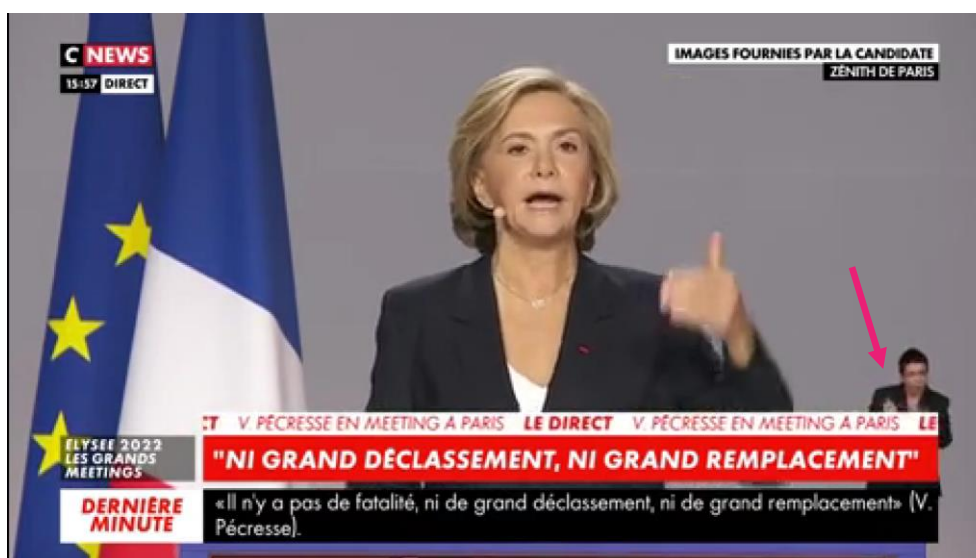 C NEWS
15:57 DIRECT
IMAGES FOURNIES PAR LA CANDIDATE
ZÉNITH DE PARIS
CT V. PÉCRESSE EN MEETING A PARIS LE DIRECT V. PÉCRESSE EN MEETING A PARIS LE
ELYSEE 2022
LES GRANDS
MEETINGS
"NI GRAND DÉCLASSEMENT, NI GRAND REMPLACEMENT"
DERNIÈRE
MINUTE
«Il n'y a pas de fatalité, ni de grand déclassement, ni de grand remplacement» (V.
Pécresse).